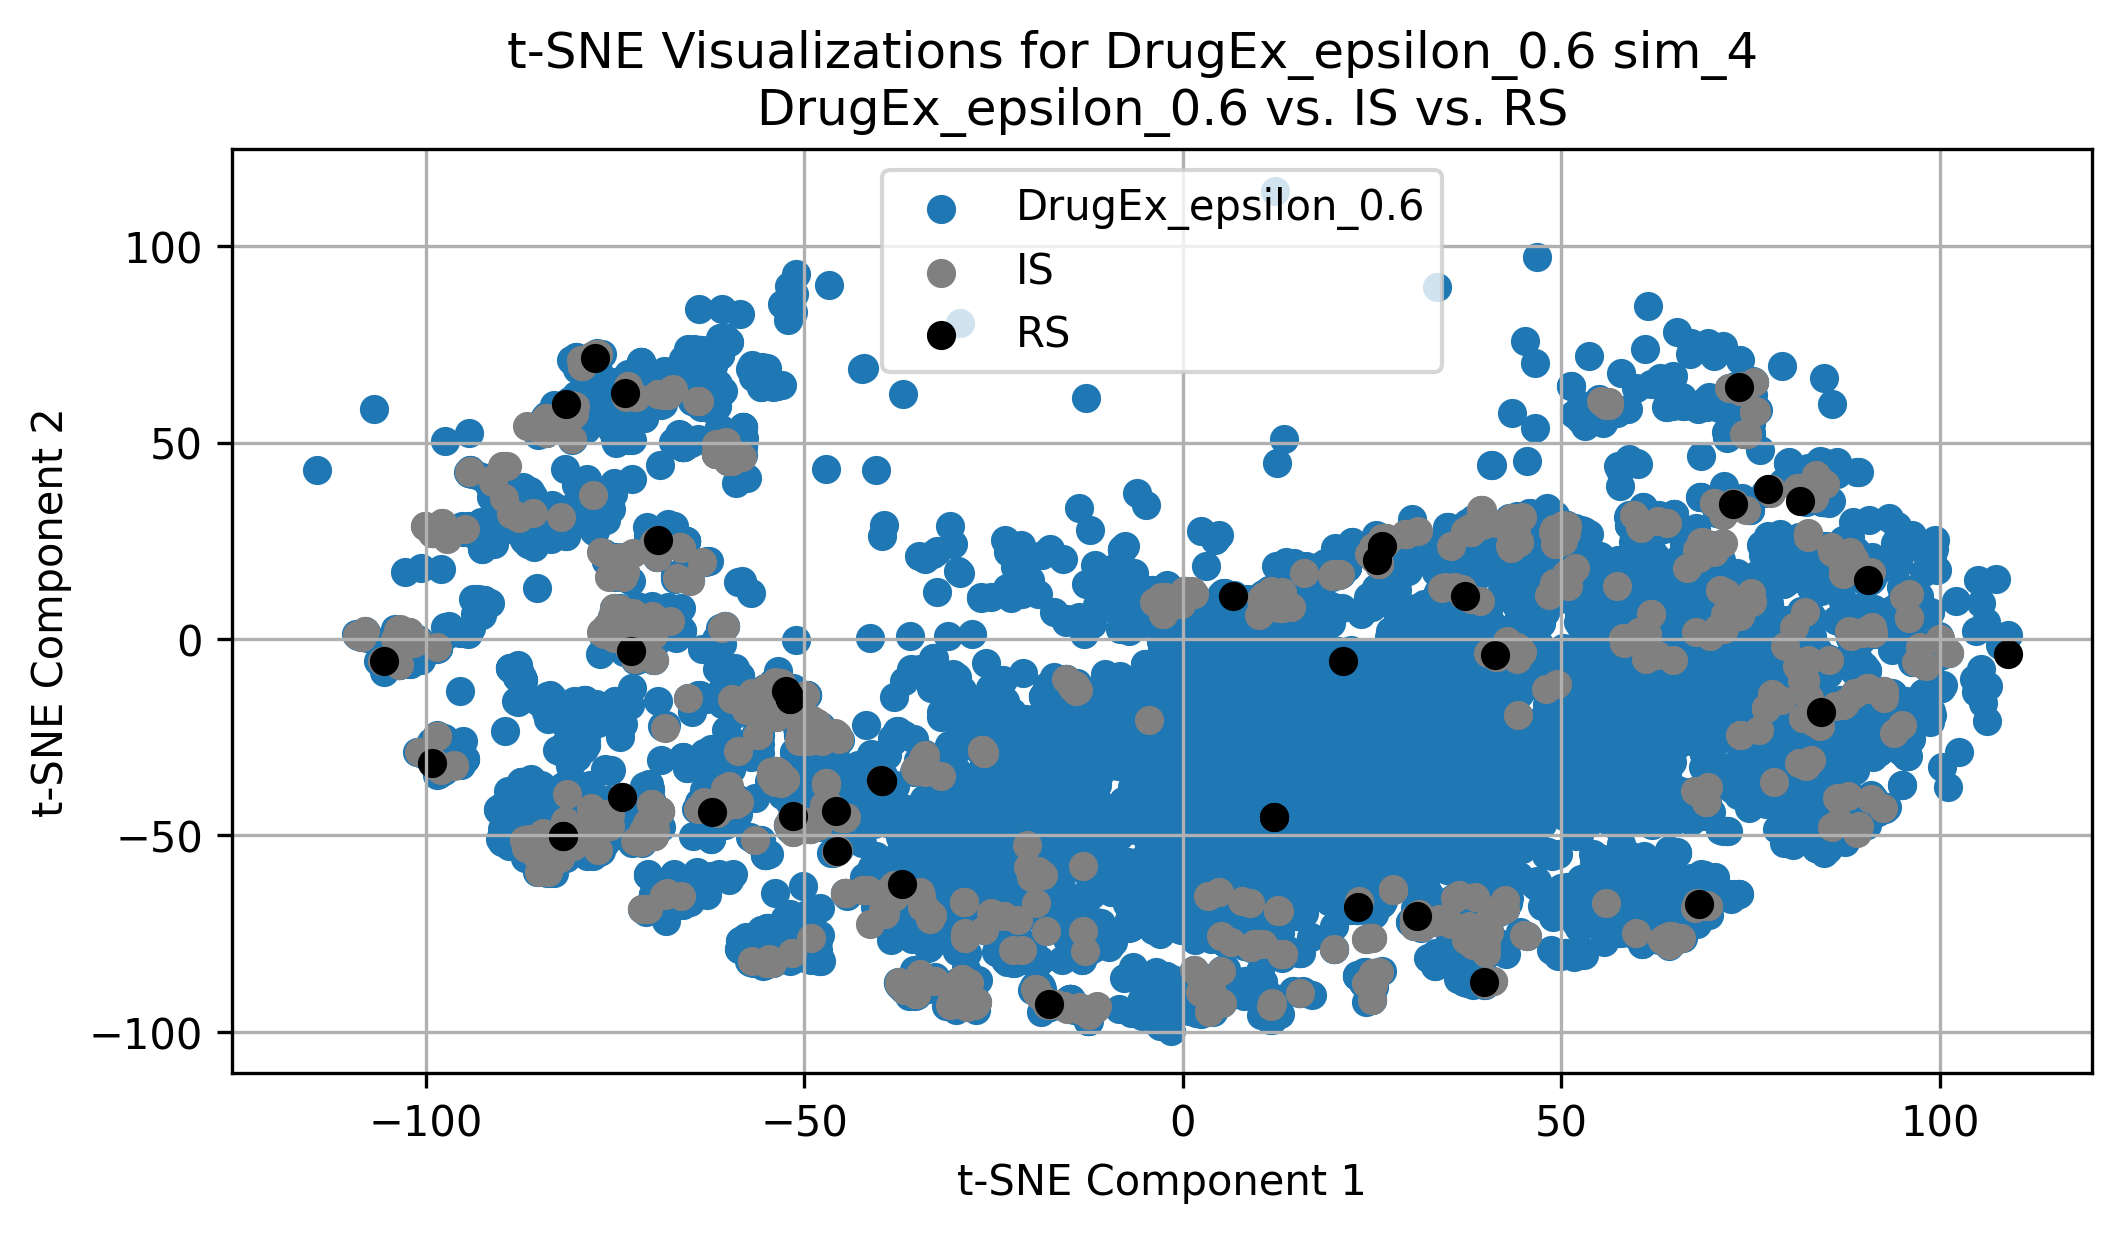 t-SNE Visualizations for DrugEx_epsilon_0.6 sim_4
DrugEx_epsilon_0.6 vs. IS vs. RS
DrugEx_epsilon_0.6
IS
RS
t-SNE Component 2
100
50
0
−50
−100
−100
−50
0
50
100
t-SNE Component 1